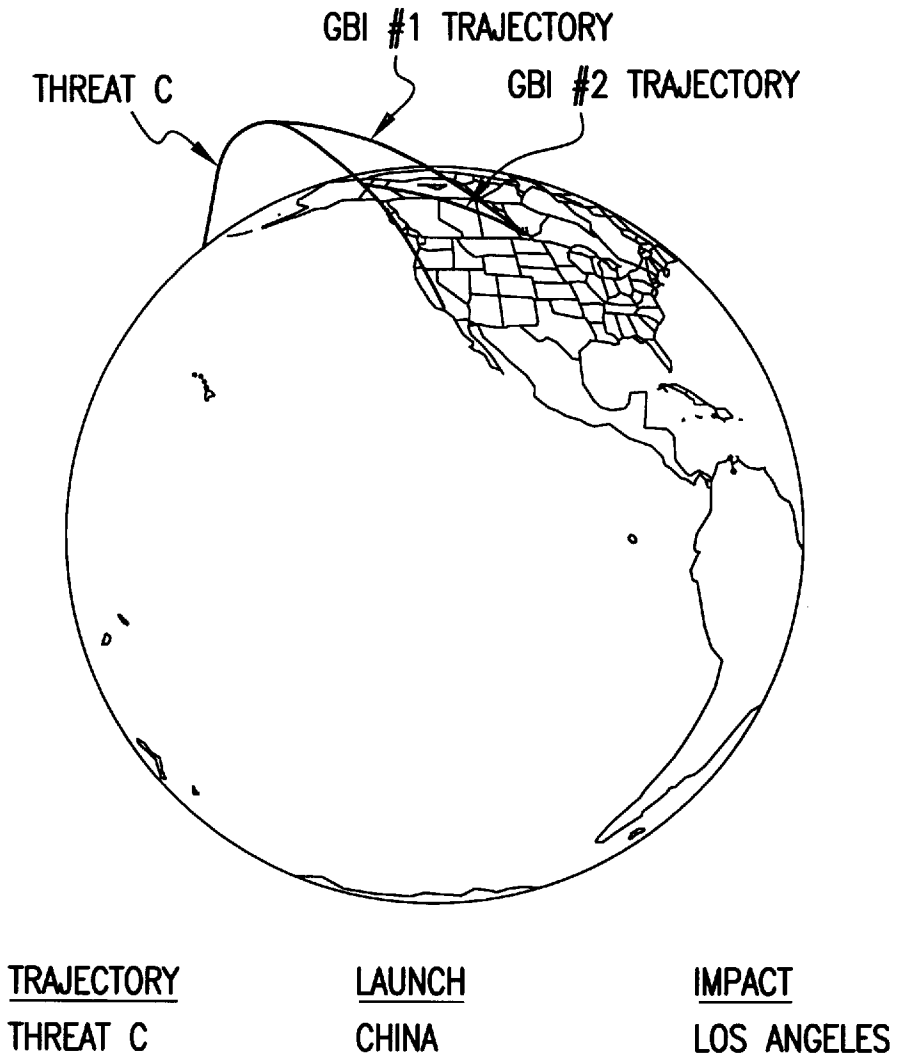 GBI #1 TRAJECTORY
THREAT C
GBI #2 TRAJECTORY
TRAJECTORY LAUNCH IMPACT
THREAT C CHINA LOS ANGELES